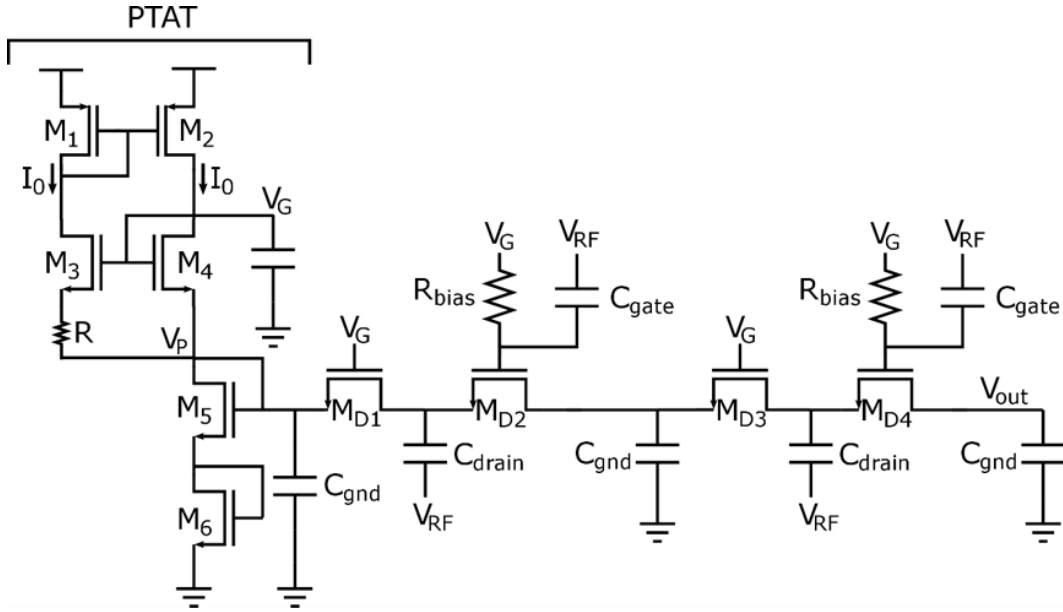 PTAT
M1
M2
I0
I0
VG
M3
M4
R
VP
M5
M6
Cgnd
VG
MD1
Cdrain
VRF
VG
VRF
Rbias
Cgate
MD2
Cgnd
VG
MD3
Cdrain
VRF
VG
VRF
Rbias
Cgate
MD4
Vout
Cgnd